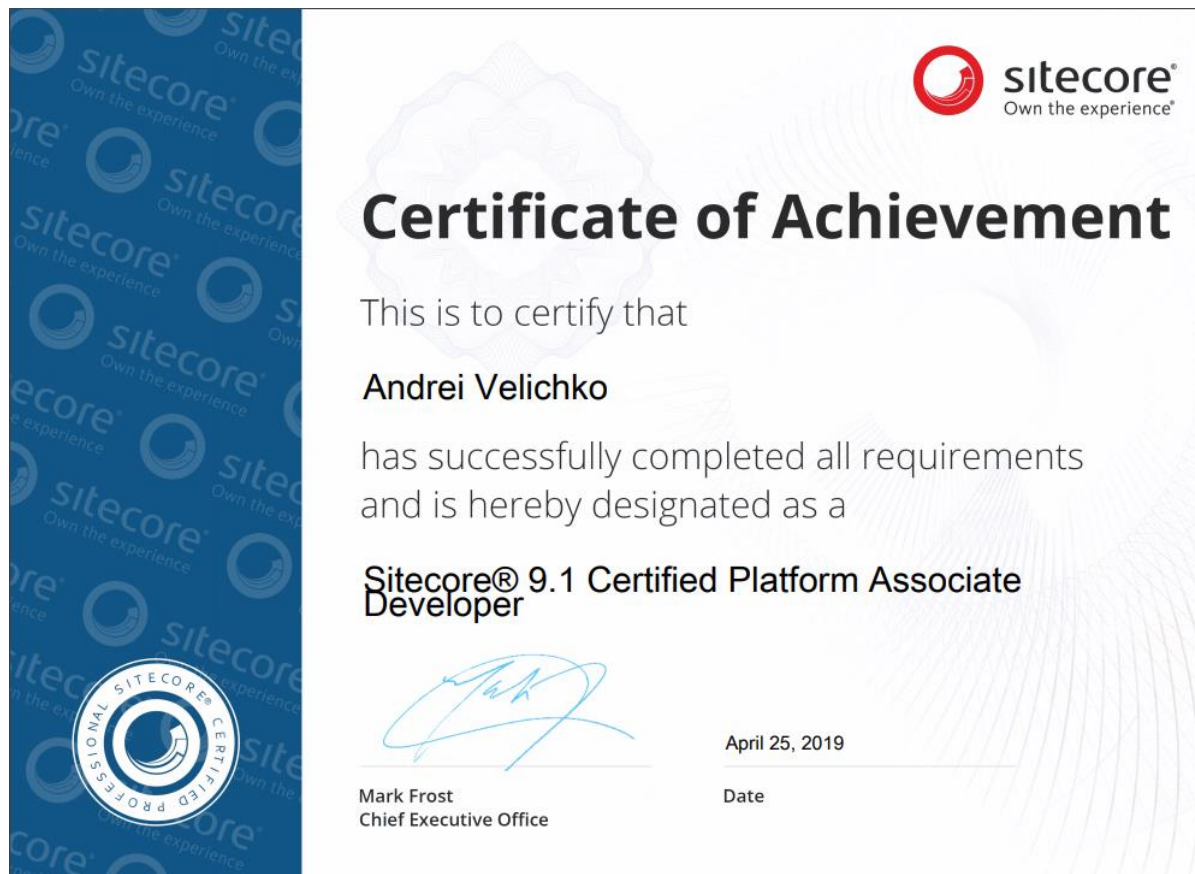 sitecore®
Own the experience®
Certificate of Achievement
This is to certify that
Andrei Velichko
has successfully completed all requirements
and is hereby designated as a
Sitecore® 9.1 Certified Platform Associate
Developer
April 25, 2019
Mark Frost
Chief Executive Office
Date
SITECORE® CERTIFIED PROFESSIONAL